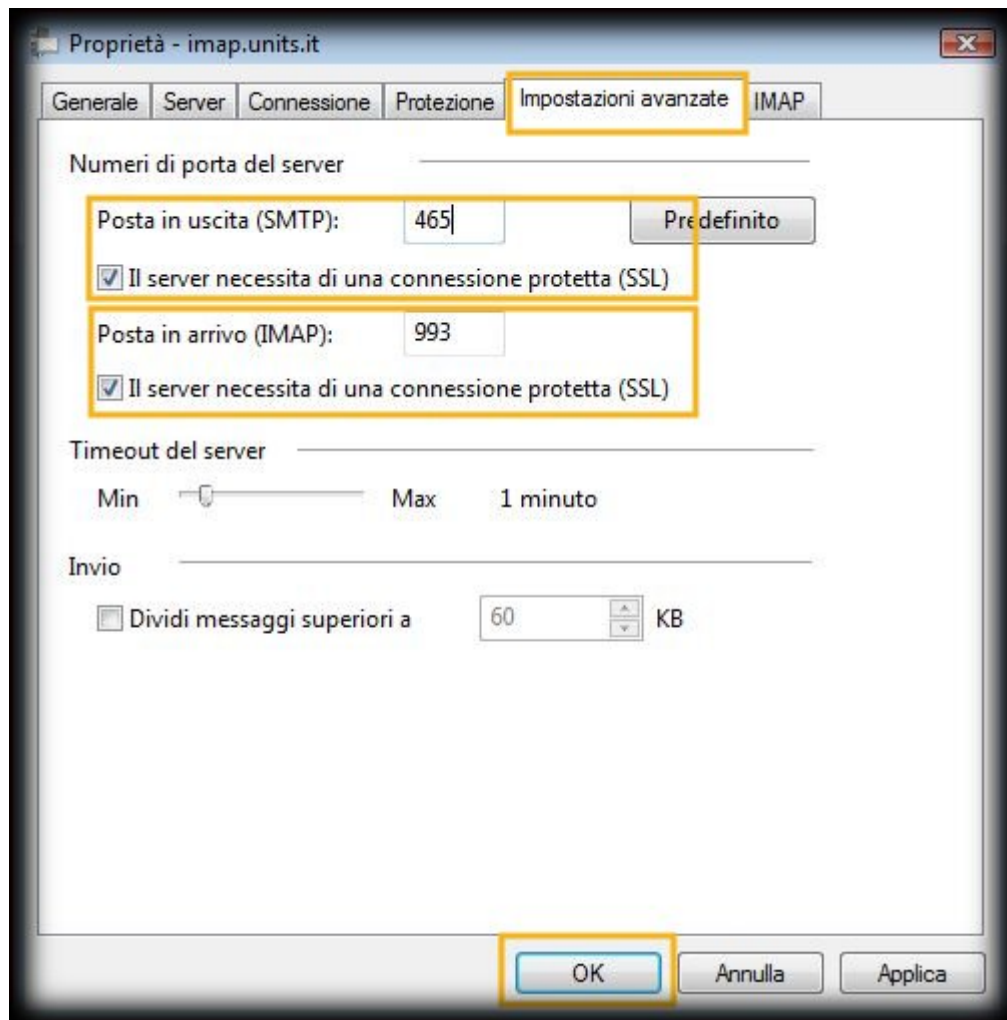 Proprietà - imap.units.it
Generale Server Connessione Protezione Impostazioni avanzate IMAP
Numeri di porta del server
Posta in uscita (SMTP): 465 Predefinito
Il server necessita di una connessione protetta (SSL)
Posta in arrivo (IMAP): 993
Il server necessita di una connessione protetta (SSL)
Timeout del server
Min Max 1 minuto
Invio
Dividi messaggi superiori a 60 KB
OK Annulla Applica